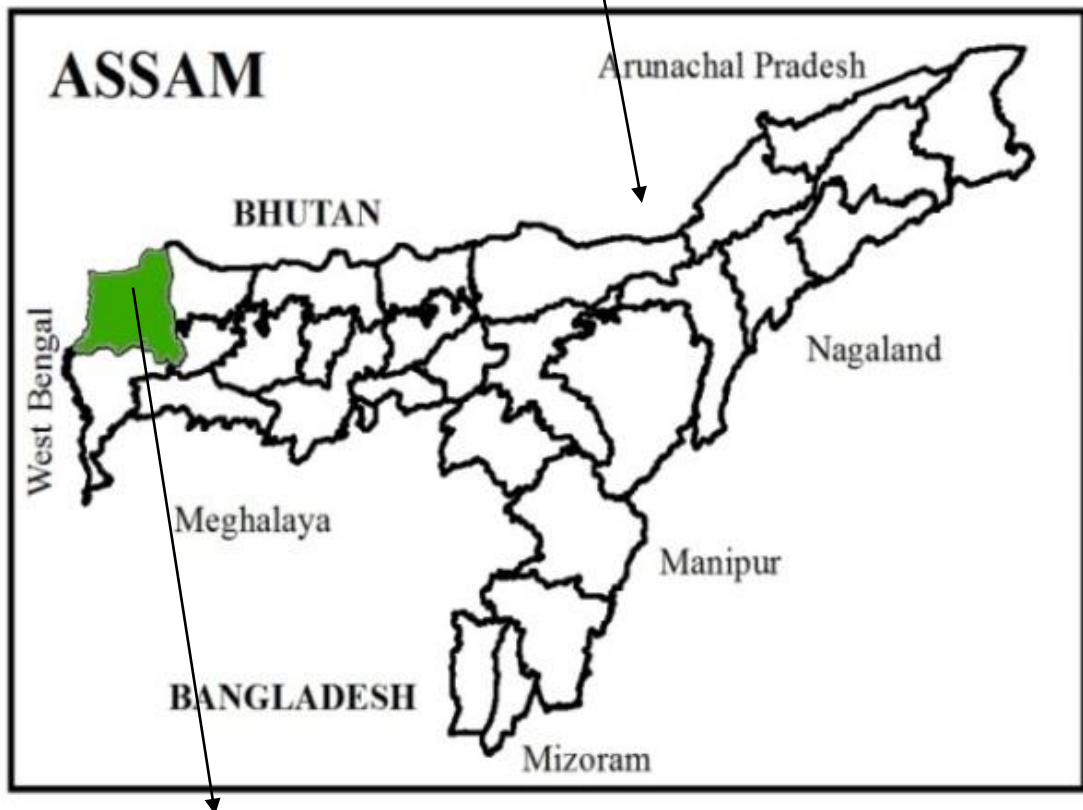 ASSAM
Arunachal Pradesh
BHUTAN
West Bengal
Nagaland
Meghalaya
Manipur
BANGLADESH
Mizoram